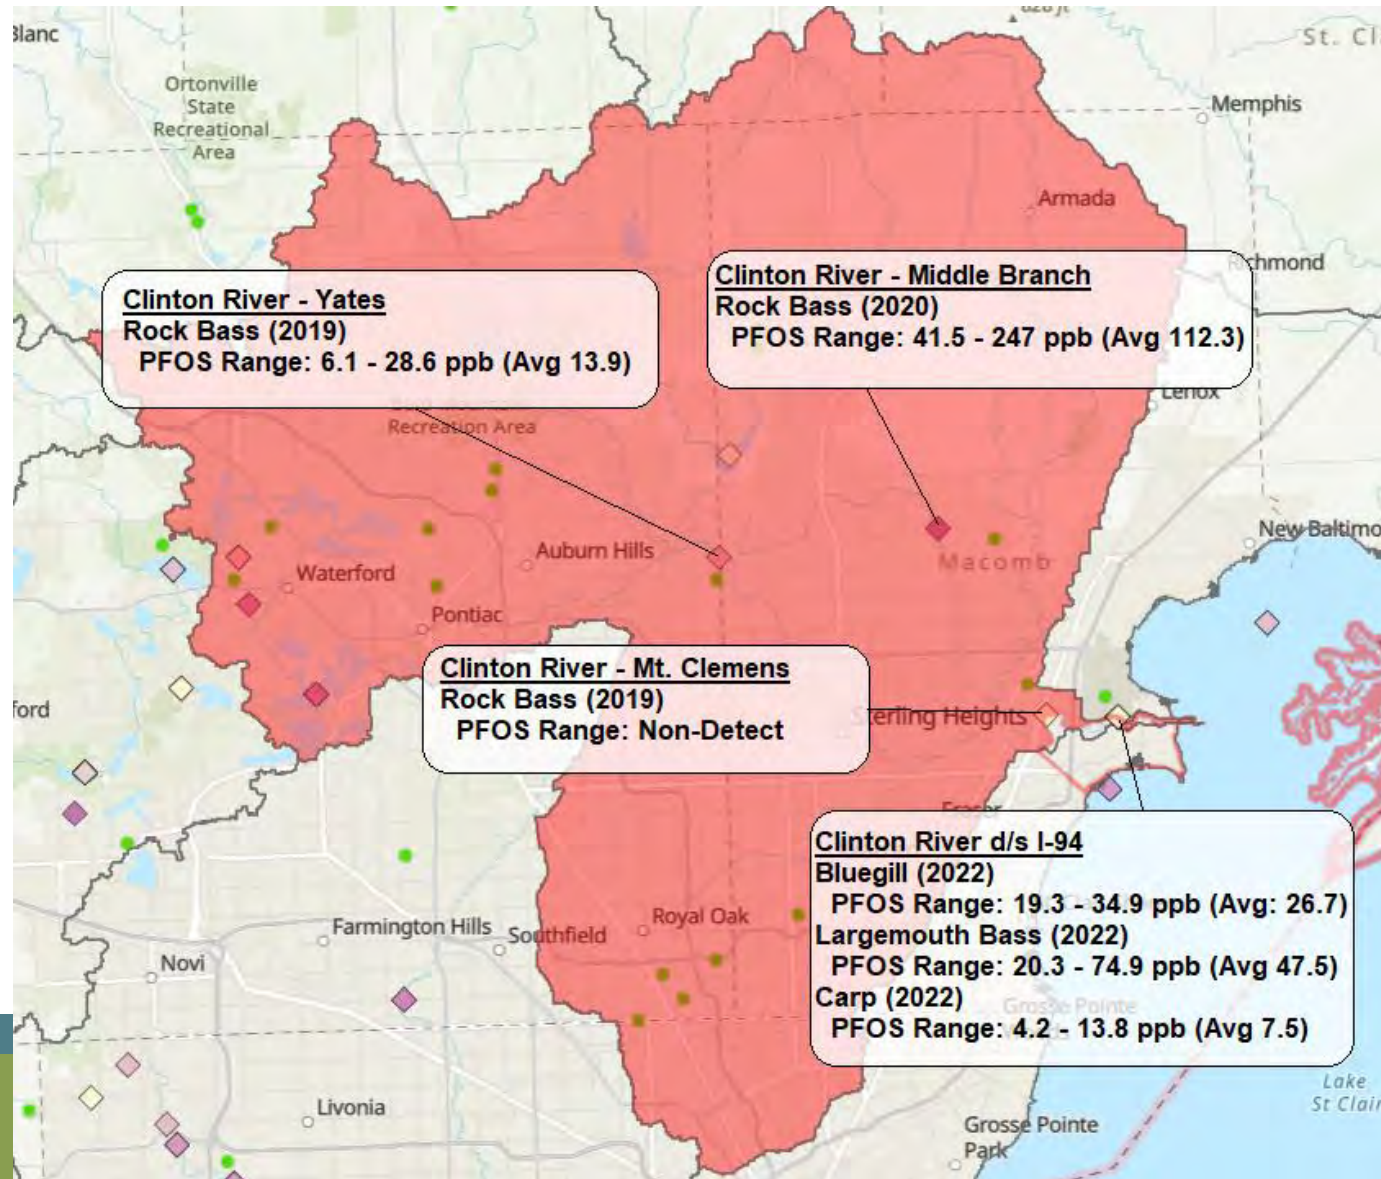 Blanc
828 ft
St. Cl
Ortonville
State
Recreational
Area
Memphis
Armada
Richmond
Clinton River - Yates
Rock Bass (2019)
PFOS Range: 6.1 - 28.6 ppb (Avg 13.9)
Clinton River - Middle Branch
Rock Bass (2020)
PFOS Range: 41.5 - 247 ppb (Avg 112.3)
Lenox
Recreation Area
New Baltimo
Auburn Hills
Macomb
Waterford
Pontiac
Clinton River - Mt. Clemens
Rock Bass (2019)
PFOS Range: Non-Detect
Sterling Heights
ford
Fraser
Clinton River d/s I-94
Bluegill (2022)
PFOS Range: 19.3 - 34.9 ppb (Avg: 26.7)
Largemouth Bass (2022)
PFOS Range: 20.3 - 74.9 ppb (Avg 47.5)
Carp (2022)
PFOS Range: 4.2 - 13.8 ppb (Avg 7.5)
Grosse Pointe
Royal Oak
Farmington Hills
Southfield
Novi
Livonia
Lake
St Clair
Grosse Pointe
Park